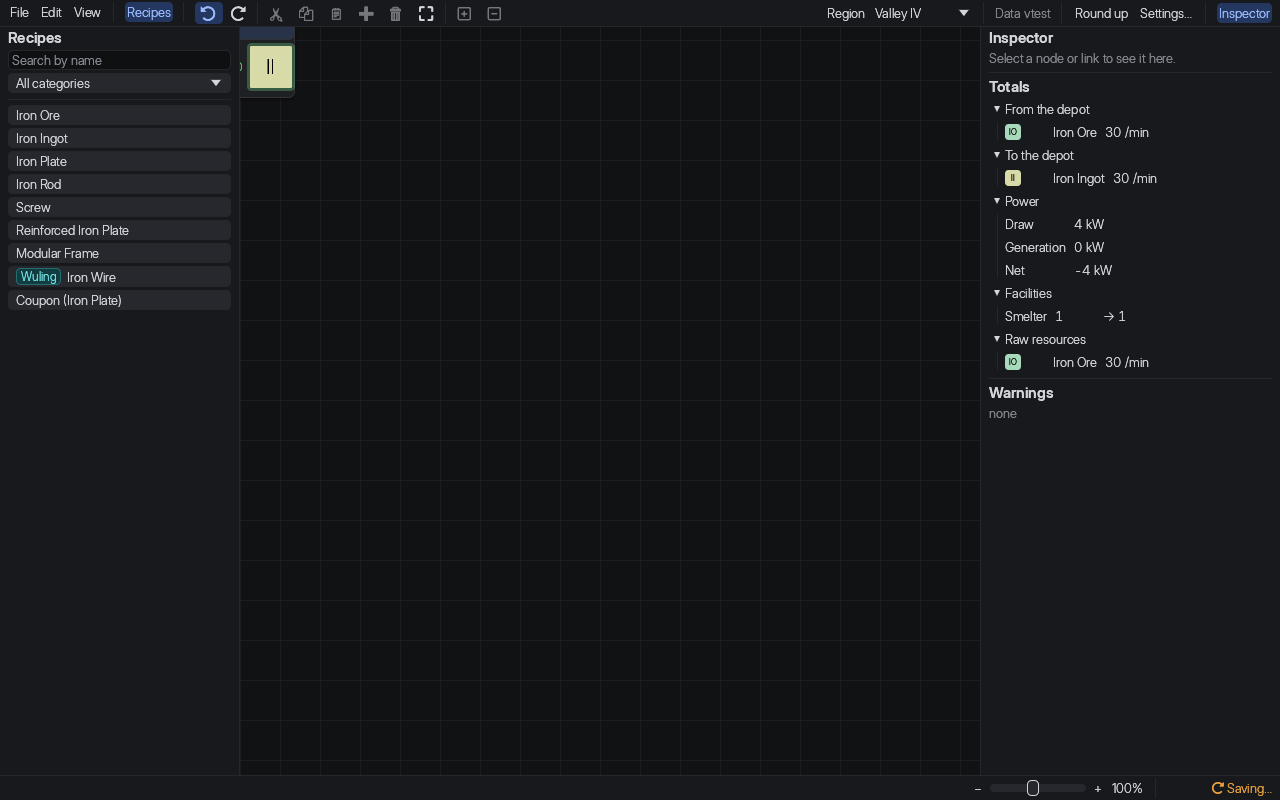 File Edit View Recipes Region Valley IV Data vtest Round up Settings... Inspector
Recipes
Search by name
All categories
Iron Ore
Iron Ingot
Iron Plate
Iron Rod
Screw
Reinforced Iron Plate
Modular Frame
Wuling Iron Wire
Coupon (Iron Plate)
II
Inspector
Select a node or link to see it here.
Totals
From the depot
IO Iron Ore 30 /min
To the depot
II Iron Ingot 30 /min
Power
Draw 4 kW
Generation 0 kW
Net -4 kW
Facilities
Smelter 1 → 1
Raw resources
IO Iron Ore 30 /min
Warnings
none
− + 100% Saving...